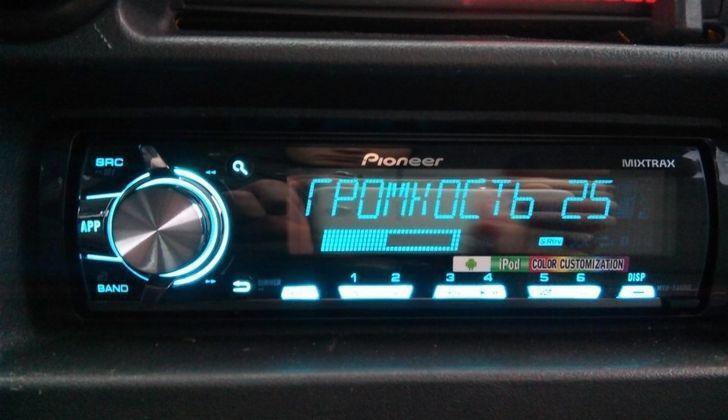 SRC
Pioneer
MIXTRAX
ГРОМКОСТЬ 25
APP
iPod
COLOR CUSTOMIZATION
BAND
1 2 3 4 5 6 DISP